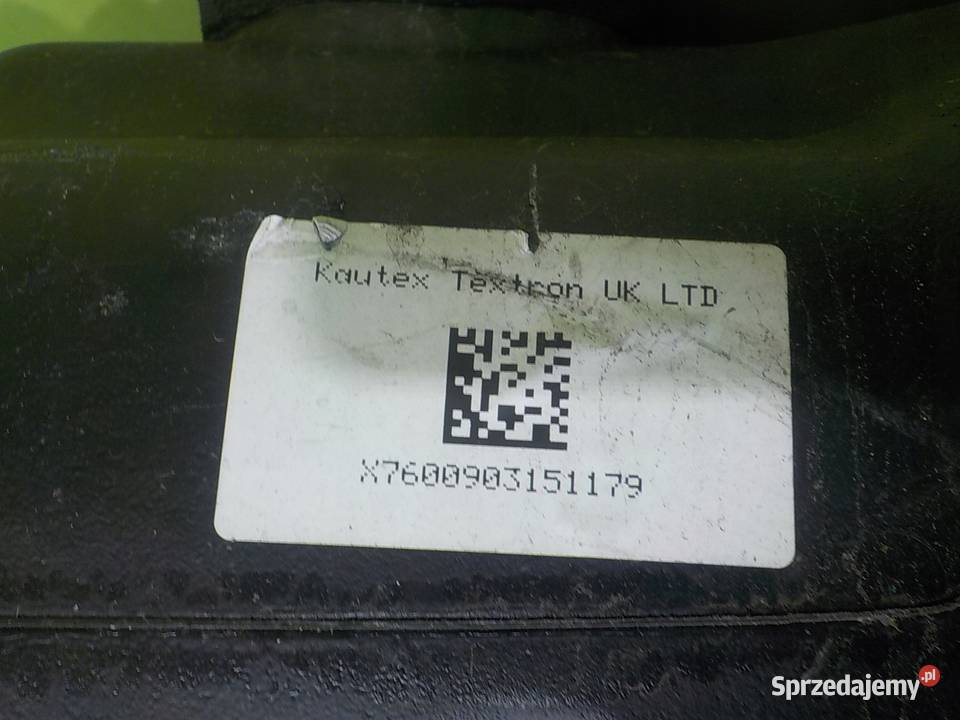 Kautex Textron UK LTD
X7600903151179
Sprzedajemy.pl